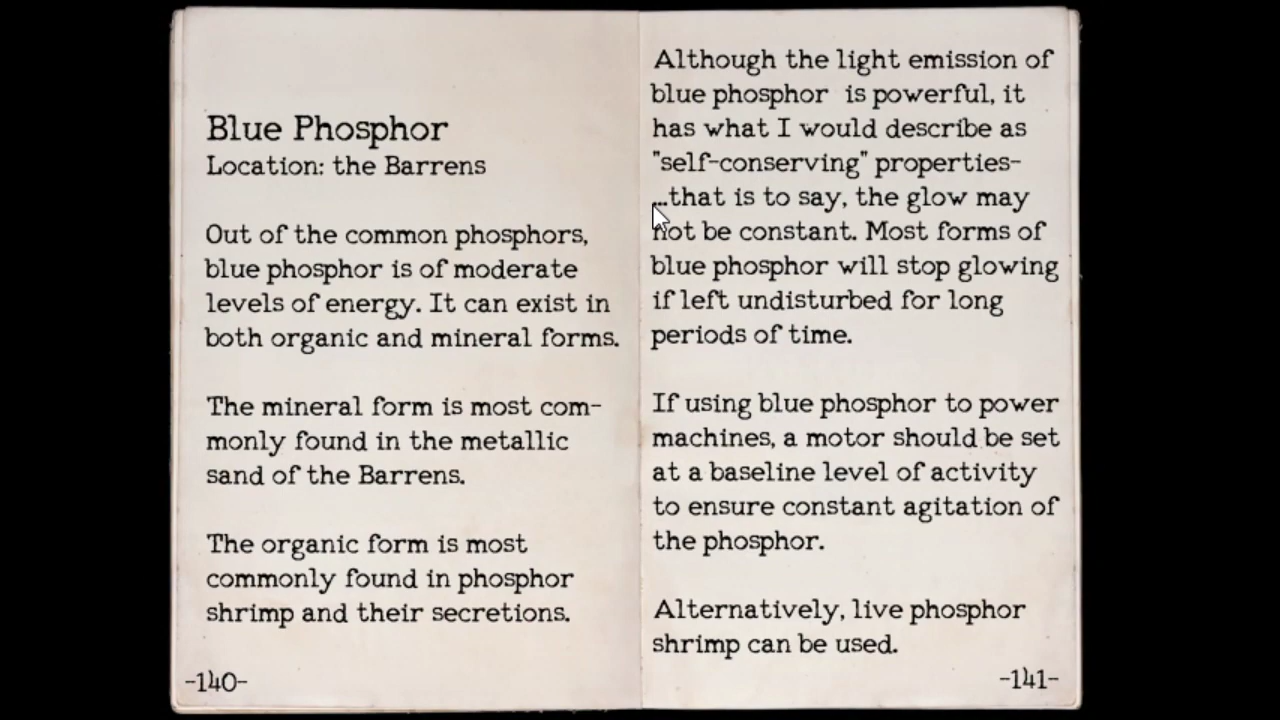 Blue Phosphor
Location: the Barrens
Out of the common phosphors,
blue phosphor is of moderate
levels of energy. It can exist in
both organic and mineral forms.
The mineral form is most com-
monly found in the metallic
sand of the Barrens.
The organic form is most
commonly found in phosphor
shrimp and their secretions.
-140-
Although the light emission of
blue phosphor  is powerful, it
has what I would describe as
"self-conserving" properties-
...that is to say, the glow may
not be constant. Most forms of
blue phosphor will stop glowing
if left undisturbed for long
periods of time.
If using blue phosphor to power
machines, a motor should be set
at a baseline level of activity
to ensure constant agitation of
the phosphor.
Alternatively, live phosphor
shrimp can be used.
-141-